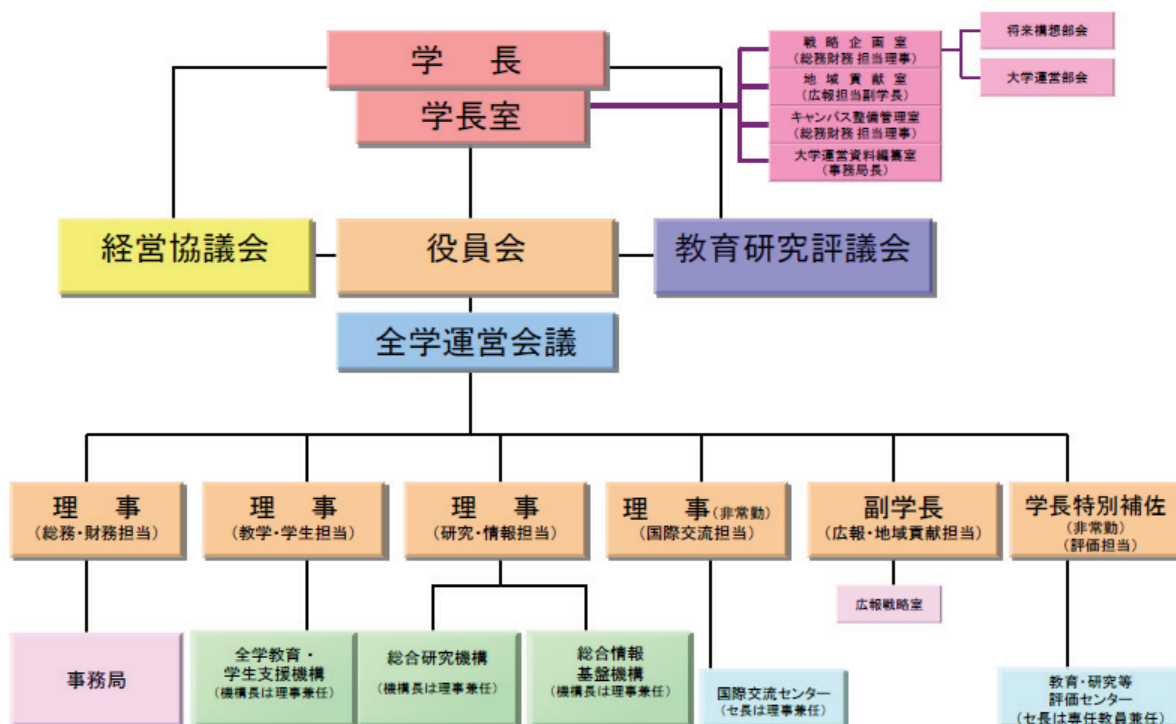 学 長
学長室
戦 略 企 画 室
(総務財務 担当理事)
地 域 貢 献 室
(広報担当副学長)
キャンパス整備管理室
(総務財務 担当理事)
大学運営資料編纂室
(事務局長)
将来構想部会
大学運営部会
経営協議会
役員会
教育研究評議会
全学運営会議
理 事
(総務・財務担当)
理 事
(教学・学生担当)
理 事
(研究・情報担当)
理 事(非常勤)
(国際交流担当)
副学長
(広報・地域貢献担当)
学長特別補佐
(非常勤)
(評価担当)
事務局
全学教育・
学生支援機構
(機構長は理事兼任)
総合研究機構
(機構長は理事兼任)
総合情報
基盤機構
(機構長は理事兼任)
国際交流センター
(セ長は理事兼任)
広報戦略室
教育・研究等
評価センター
(セ長は専任教員兼任)